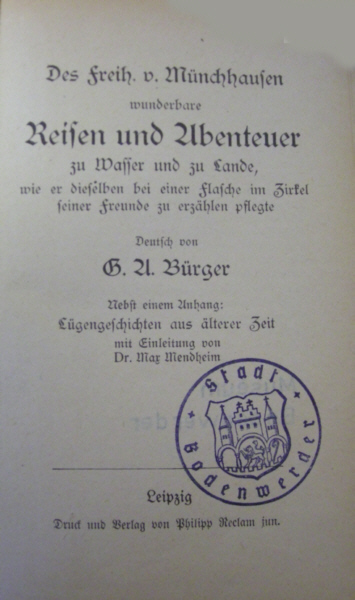 Des Freih. v. Münchhausen
wunderbare
Reisen und Abenteuer
zu Wasser und zu Lande,
wie er dieselben bei einer Flasche im Zirkel
seiner Freunde zu erzählen pflegte
Deutsch von
G. A. Bürger
Nebst einem Anhang:
Lügengeschichten aus älterer Zeit
mit Einleitung von
Dr. Max Mendheim
Stadt
Bodenwerder
Leipzig
Druck und Verlag von Philipp Reclam jun.